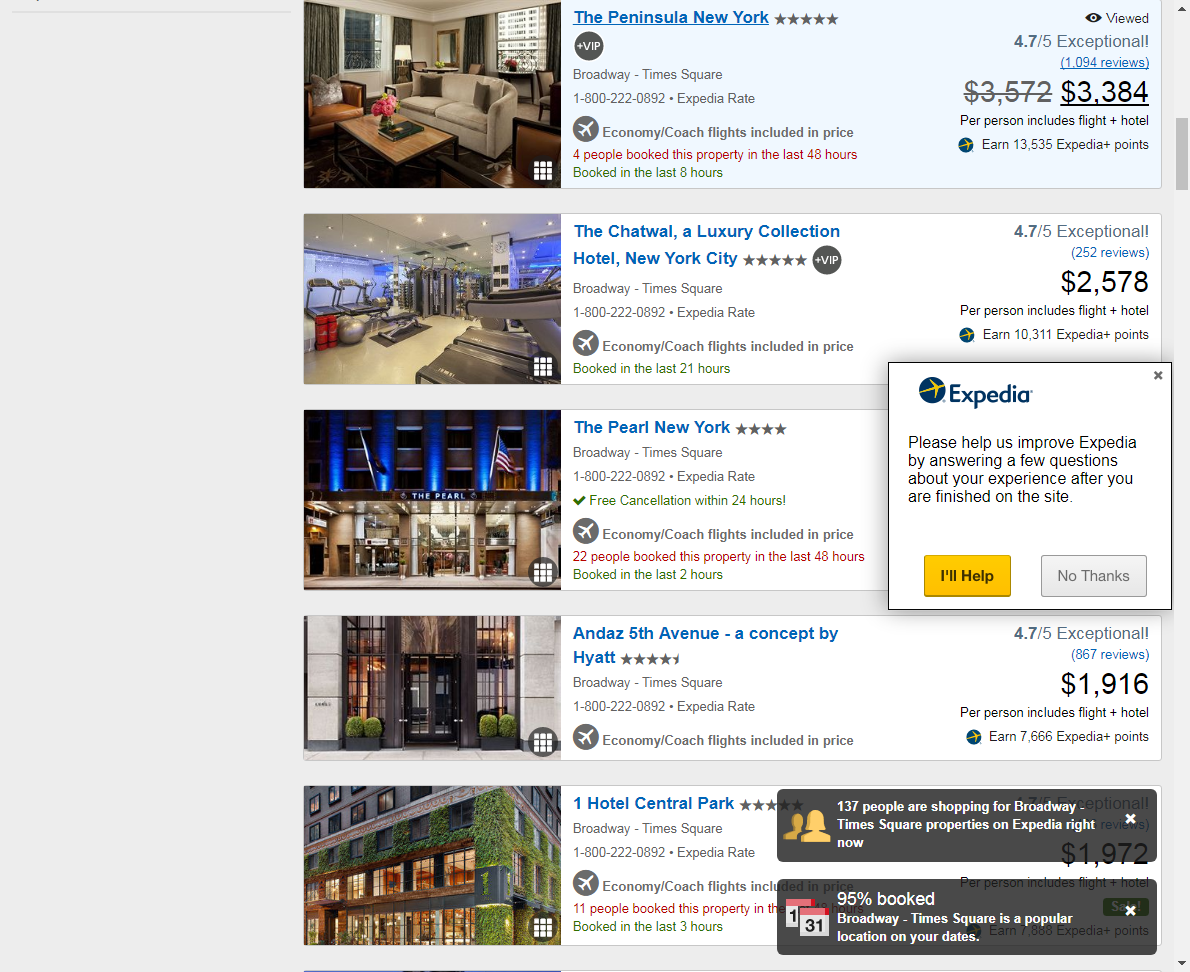 The Peninsula New York
Viewed
+VIP
4.7/5 Exceptional!
(1,094 reviews)
Broadway - Times Square
$3,572 $3,384
1-800-222-0892 • Expedia Rate
Per person includes flight + hotel
Economy/Coach flights included in price
Earn 13,535 Expedia+ points
4 people booked this property in the last 48 hours
Booked in the last 8 hours
The Chatwal, a Luxury Collection
Hotel, New York City
+VIP
4.7/5 Exceptional!
(252 reviews)
$2,578
Broadway - Times Square
1-800-222-0892 • Expedia Rate
Per person includes flight + hotel
Economy/Coach flights included in price
Earn 10,311 Expedia+ points
Booked in the last 21 hours
Expedia
Please help us improve Expedia
by answering a few questions
about your experience after you
are finished on the site.
I'll Help
No Thanks
THE PEARL
The Pearl New York
Broadway - Times Square
1-800-222-0892 • Expedia Rate
Free Cancellation within 24 hours!
Economy/Coach flights included in price
22 people booked this property in the last 48 hours
Booked in the last 2 hours
Andaz 5th Avenue - a concept by
Hyatt
4.7/5 Exceptional!
(867 reviews)
$1,916
Broadway - Times Square
1-800-222-0892 • Expedia Rate
Per person includes flight + hotel
Economy/Coach flights included in price
Earn 7,666 Expedia+ points
1 Hotel Central Park
Broadway - Times Square
1-800-222-0892 • Expedia Rate
Economy/Coach flights included in price
11 people booked this property in the last 48 hours
Booked in the last 3 hours
Exceptional!
reviews)
$1,972
Per person includes flight + hotel
Sale!
Earn 7,888 Expedia+ points
137 people are shopping for Broadway -
Times Square properties on Expedia right
now
1
31
95% booked
Broadway - Times Square is a popular
location on your dates.